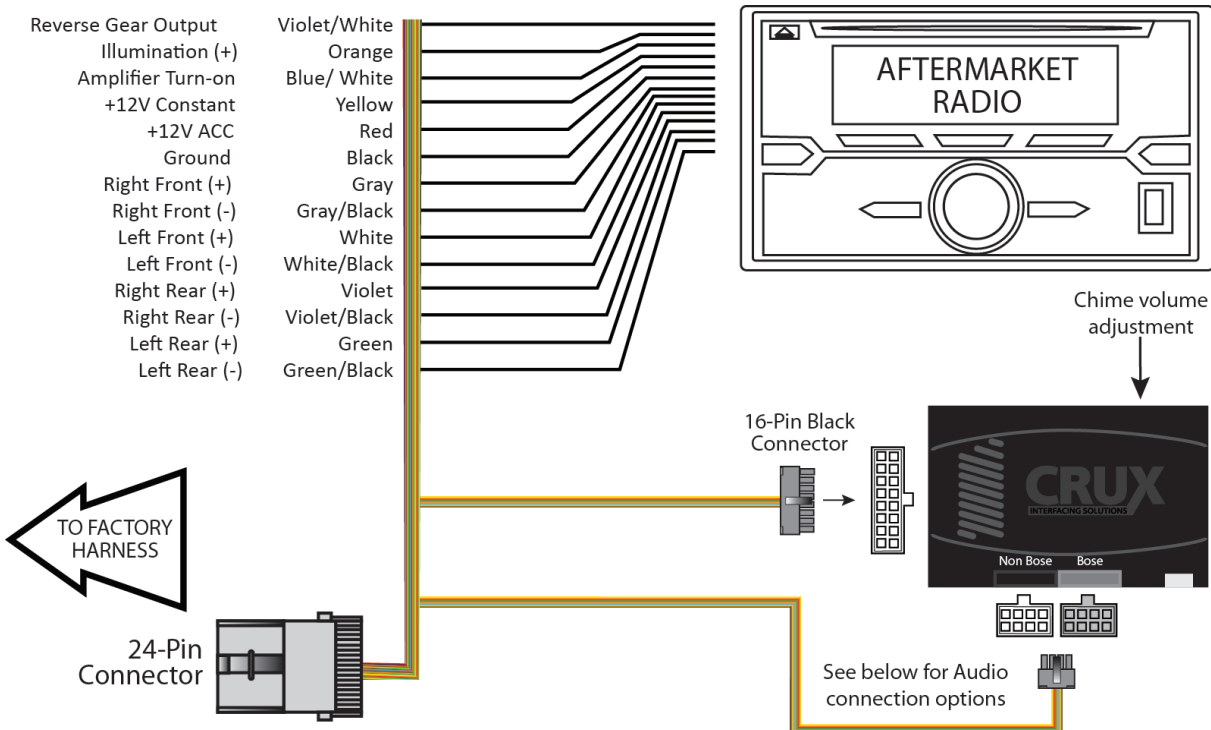 Reverse Gear Output Violet/White
Illumination (+) Orange
Amplifier Turn-on Blue/ White
+12V Constant Yellow
+12V ACC Red
Ground Black
Right Front (+) Gray
Right Front (-) Gray/Black
Left Front (+) White
Left Front (-) White/Black
Right Rear (+) Violet
Right Rear (-) Violet/Black
Left Rear (+) Green
Left Rear (-) Green/Black
AFTERMARKET
RADIO
Chime volume
adjustment
16-Pin Black
Connector
CRUX
INTERFACING SOLUTIONS
Non Bose Bose
TO FACTORY
HARNESS
24-Pin
Connector
See below for Audio
connection options